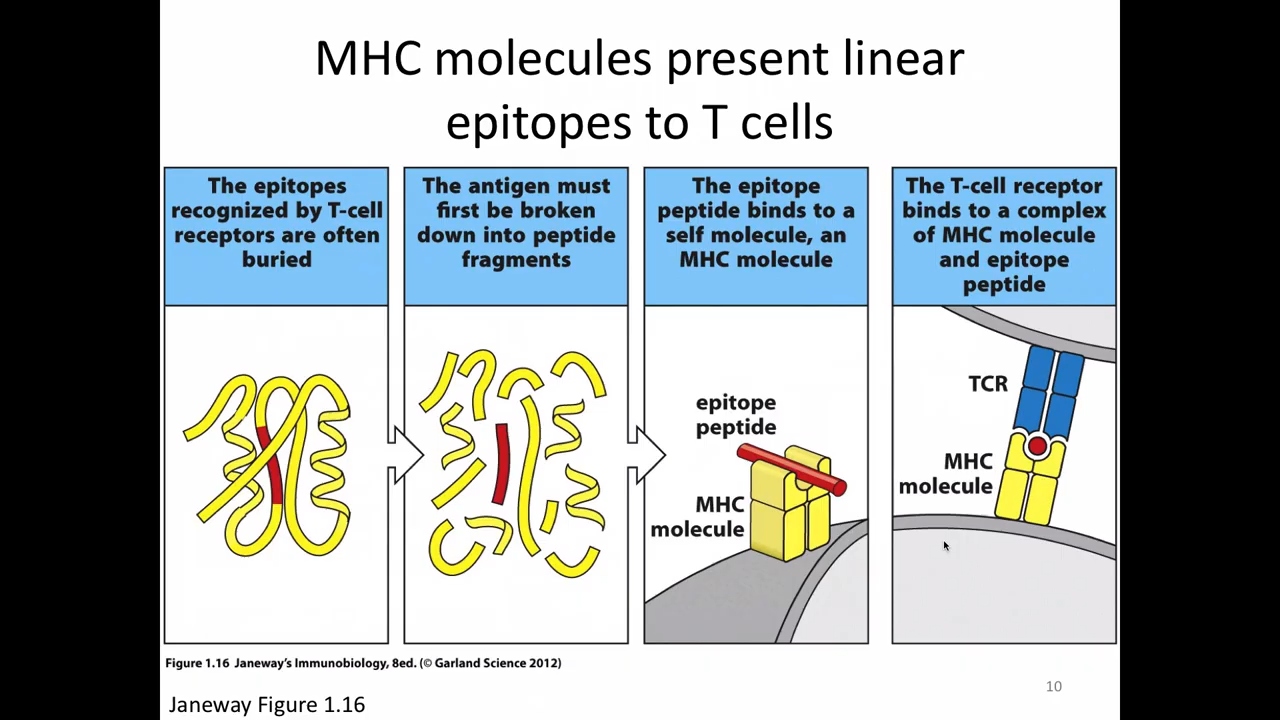 MHC molecules present linear
epitopes to T cells
The epitopes
recognized by T-cell
receptors are often
buried
The antigen must
first be broken
down into peptide
fragments
The epitope
peptide binds to a
self molecule, an
MHC molecule
The T-cell receptor
binds to a complex
of MHC molecule
and epitope
peptide
epitope
peptide
MHC
molecule
TCR
MHC
molecule
Figure 1.16 Janeway's Immunobiology, 8ed. (© Garland Science 2012)
10
Janeway Figure 1.16